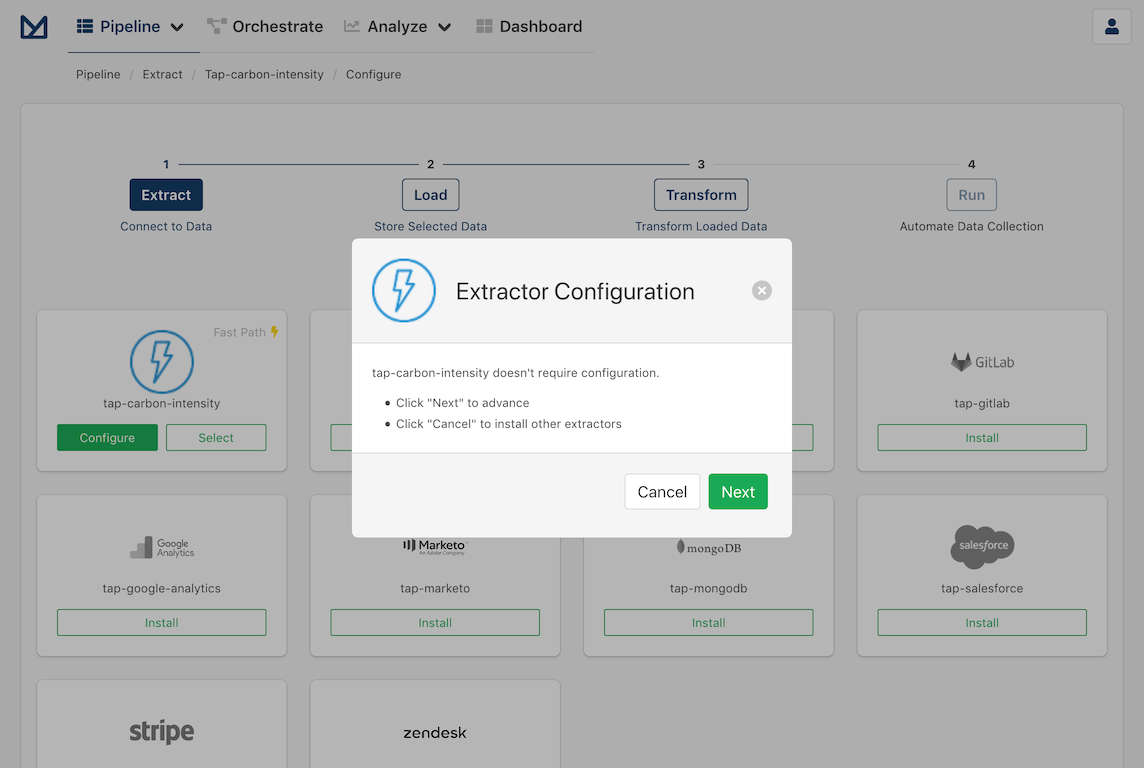 Pipeline
Orchestrate
Analyze
Dashboard
Pipeline / Extract / Tap-carbon-intensity / Configure
1
2
3
4
Extract
Load
Transform
Run
Connect to Data
Store Selected Data
Transform Loaded Data
Automate Data Collection
Extractor Configuration
tap-carbon-intensity doesn't require configuration.
• Click "Next" to advance
• Click "Cancel" to install other extractors
Cancel
Next
Fast Path
tap-carbon-intensity
Configure
Select
GitLab
tap-gitlab
Install
Google
Analytics
tap-google-analytics
Install
Marketo
An Adobe Company
tap-marketo
Install
mongoDB
tap-mongodb
Install
salesforce
tap-salesforce
Install
stripe
zendesk